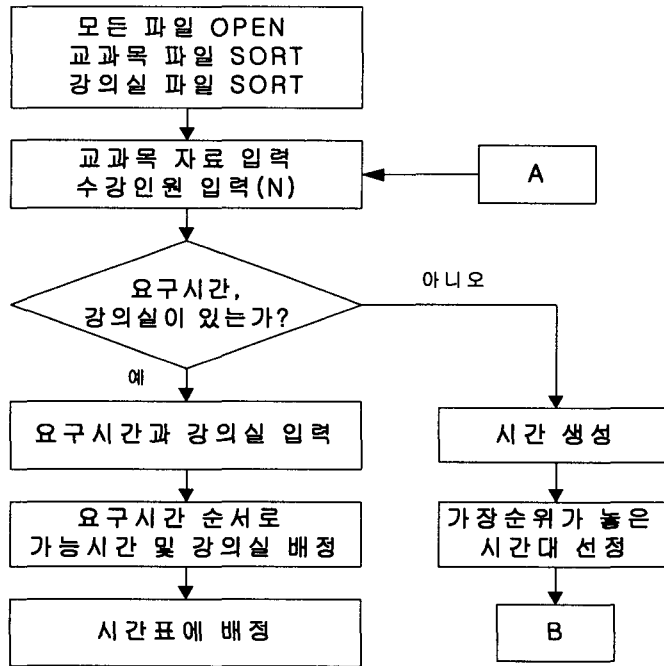 모든 파일 OPEN
교과목 파일 SORT
강의실 파일 SORT
교과목 자료 입력
수강인원 입력(N)
A
요구시간,
강의실이 있는가?
아니오
예
요구시간과 강의실 입력
시간 생성
요구시간 순서로
가능시간 및 강의실 배정
가장순위가 놓은
시간대 선정
시간표에 배정
B